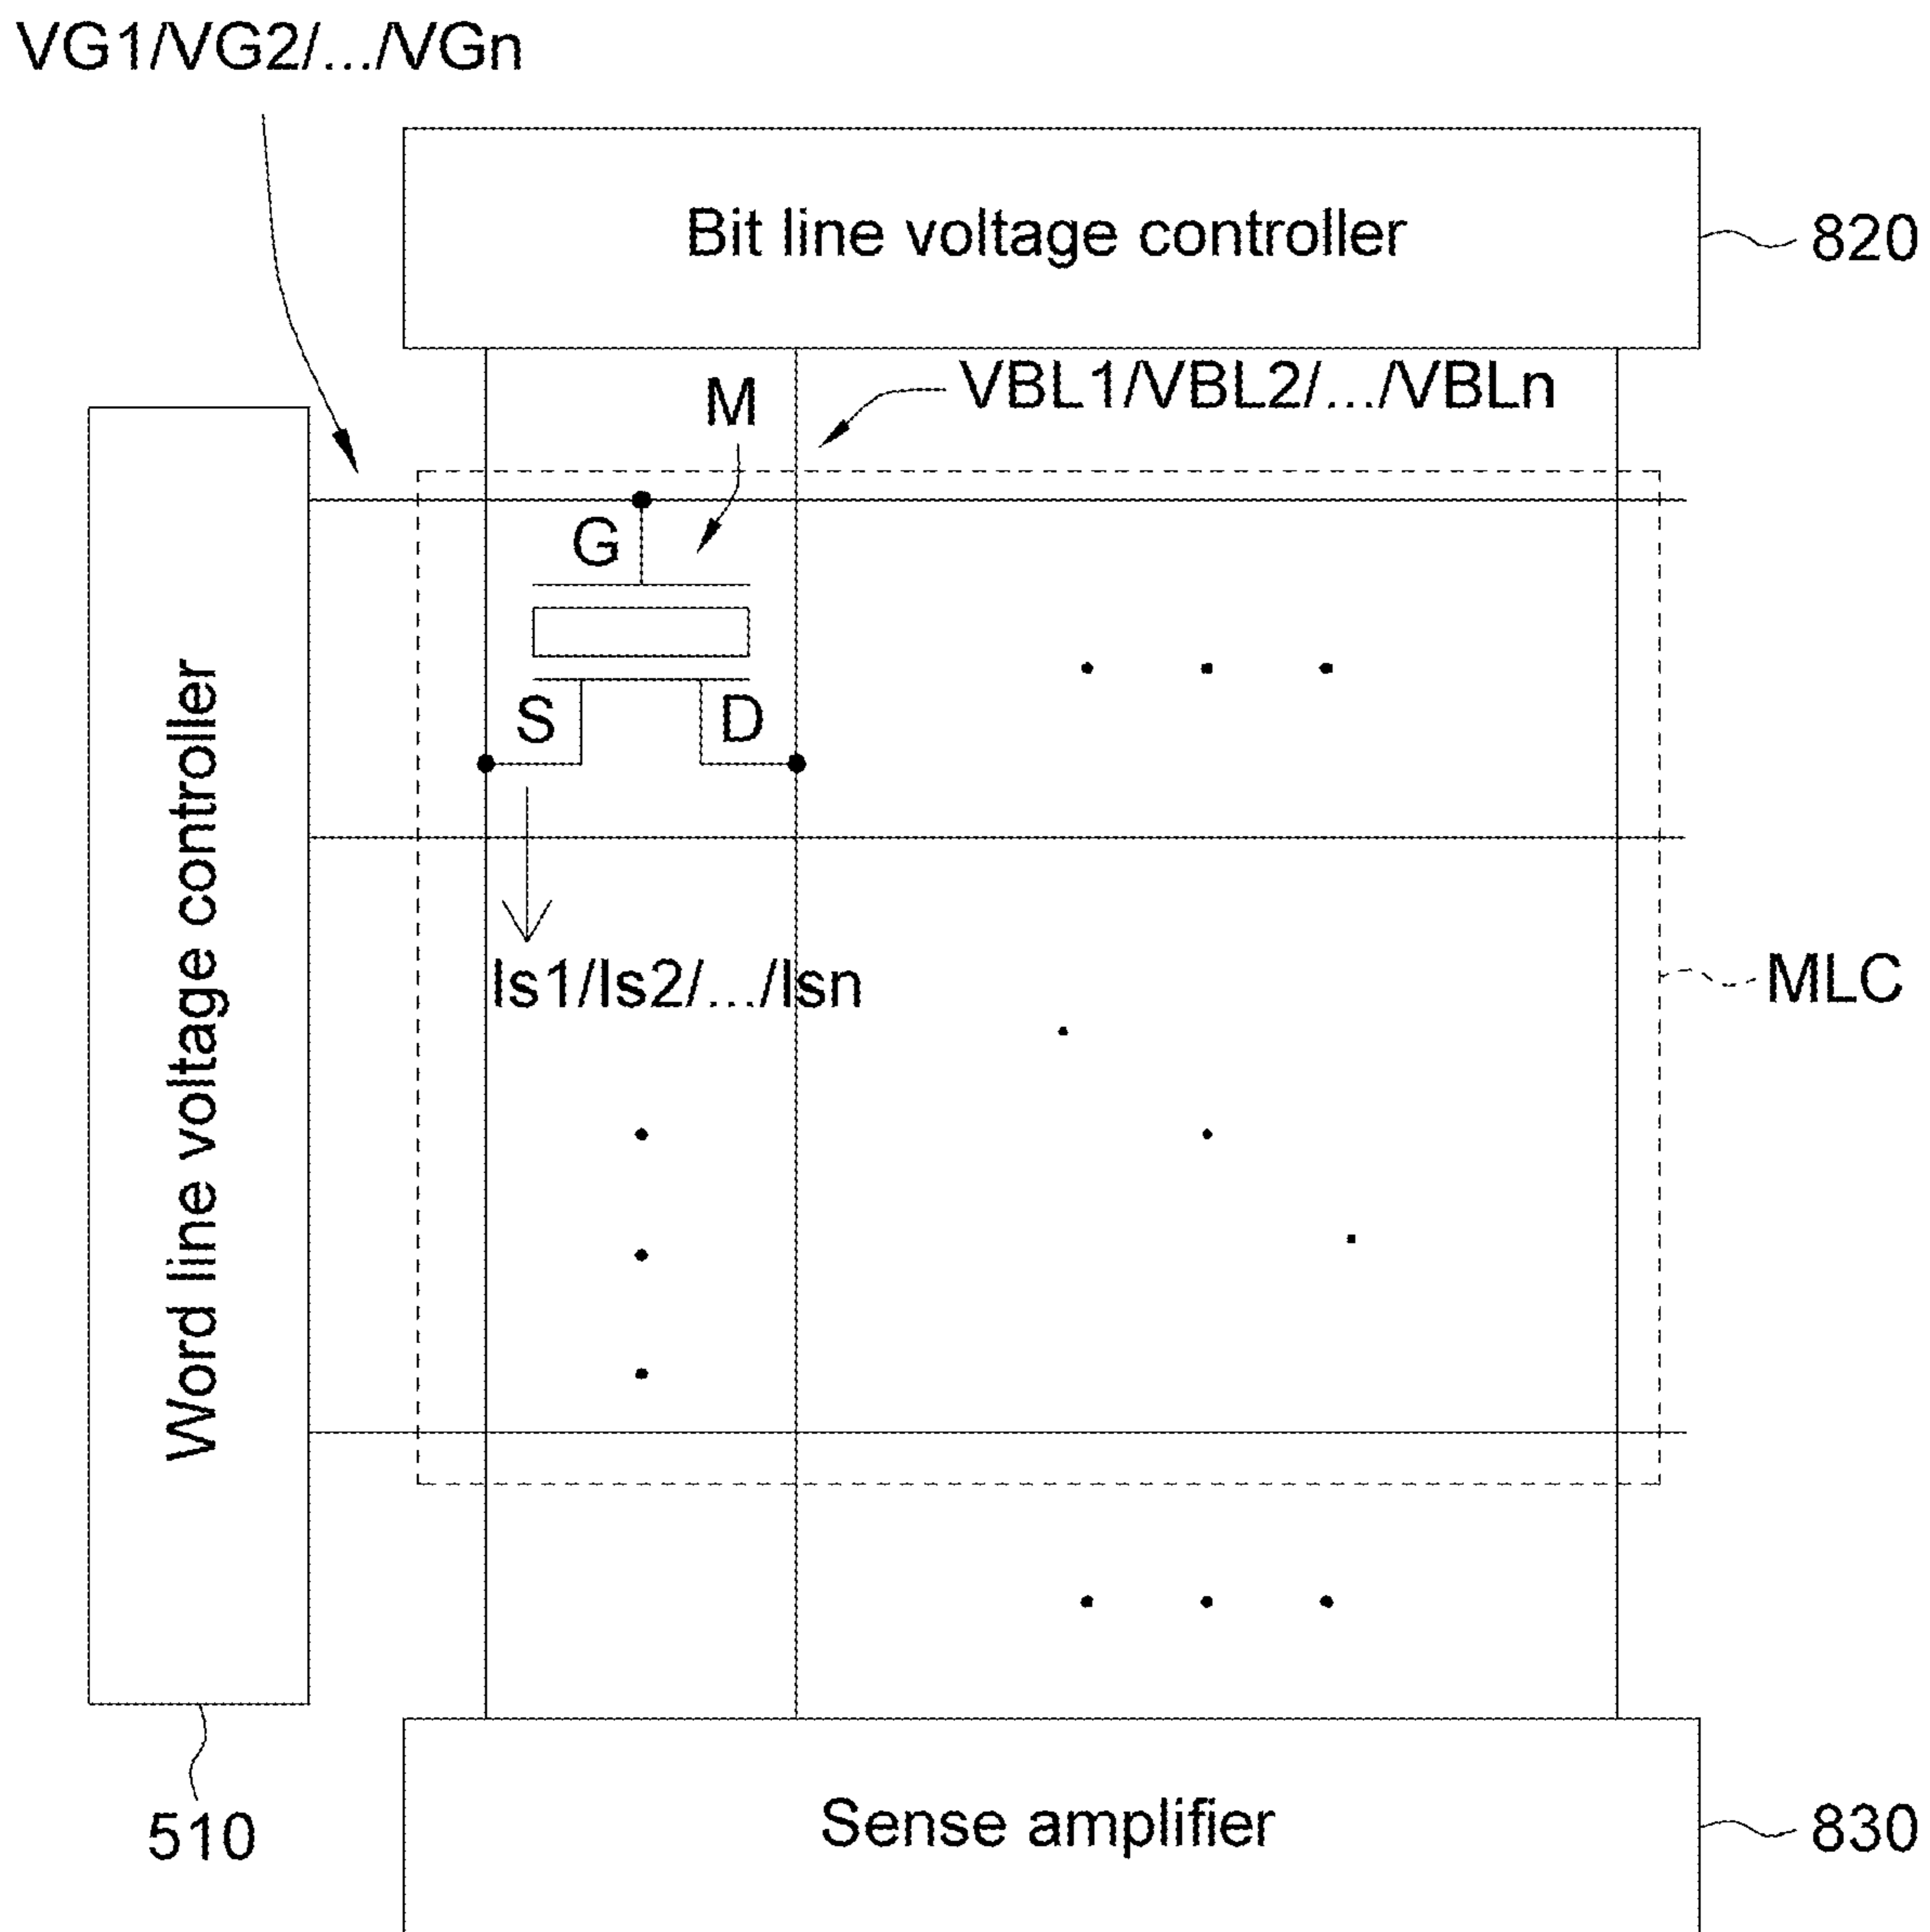 VG1/VG2/.../VGn
Bit line voltage controller
820
VBL1/VBL2/.../VBLn
M
G
S
D
Word line voltage controller
Is1/Is2/.../Isn
MLC
510
Sense amplifier
830